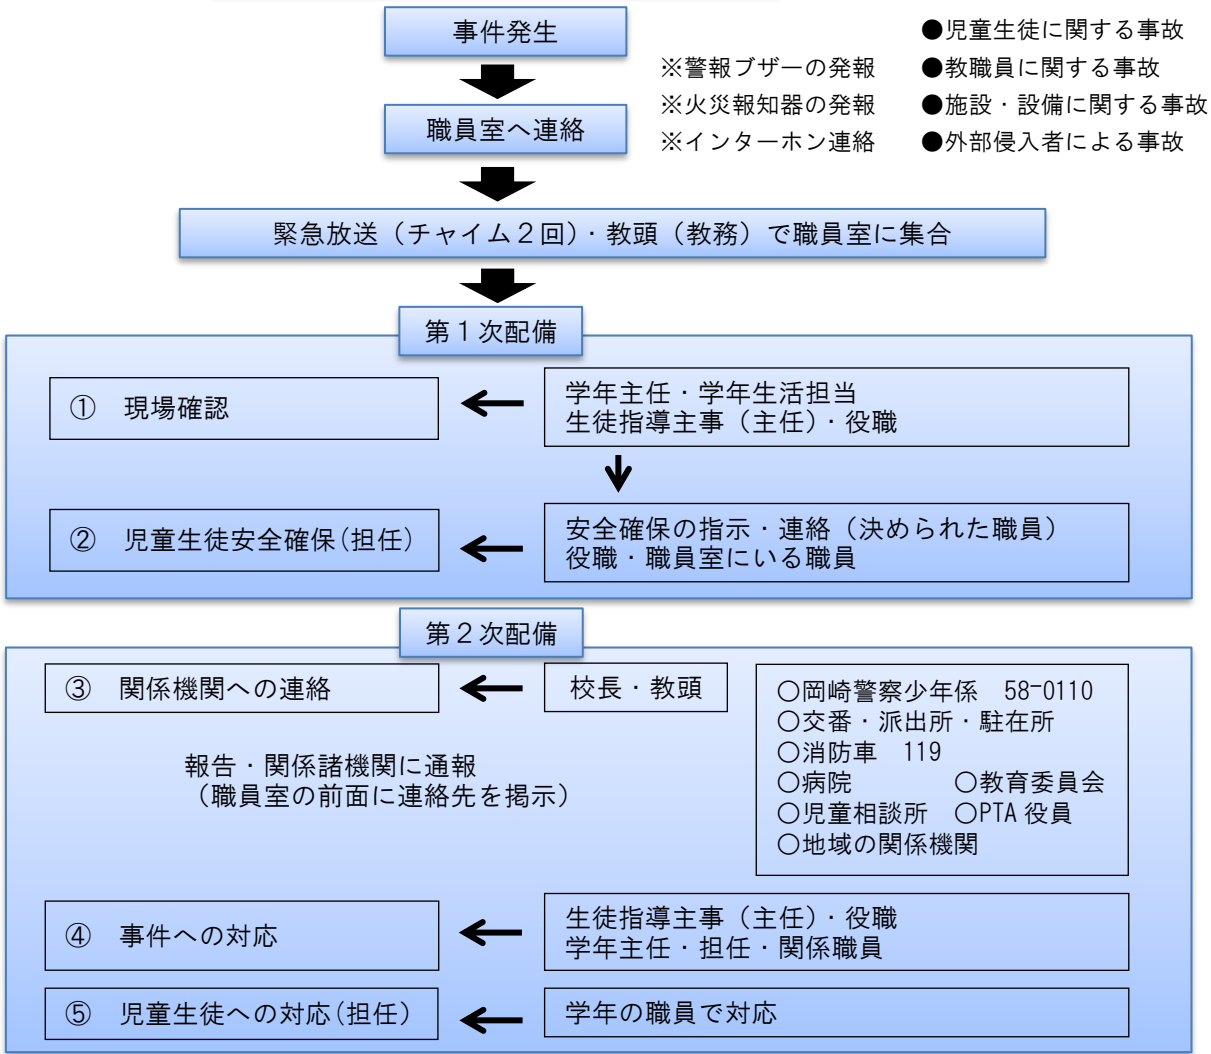 事件発生
●児童生徒に関する事故
※警報ブザーの発報 ●教職員に関する事故
※火災報知器の発報 ●施設・設備に関する事故
職員室へ連絡
※インターホン連絡 ●外部侵入者による事故
緊急放送（チャイム２回）・教頭（教務）で職員室に集合
第１次配備
① 現場確認
学年主任・学年生活担当
生徒指導主事（主任）・役職
② 児童生徒安全確保（担任）
安全確保の指示・連絡（決められた職員）
役職・職員室にいる職員
第２次配備
③ 関係機関への連絡
校長・教頭
報告・関係諸機関に通報
（職員室の前面に連絡先を掲示）
○岡崎警察少年係 58-0110
○交番・派出所・駐在所
○消防車 119
○病院 ○教育委員会
○児童相談所 ○PTA 役員
○地域の関係機関
④ 事件への対応
生徒指導主事（主任）・役職
学年主任・担任・関係職員
⑤ 児童生徒への対応（担任）
学年の職員で対応